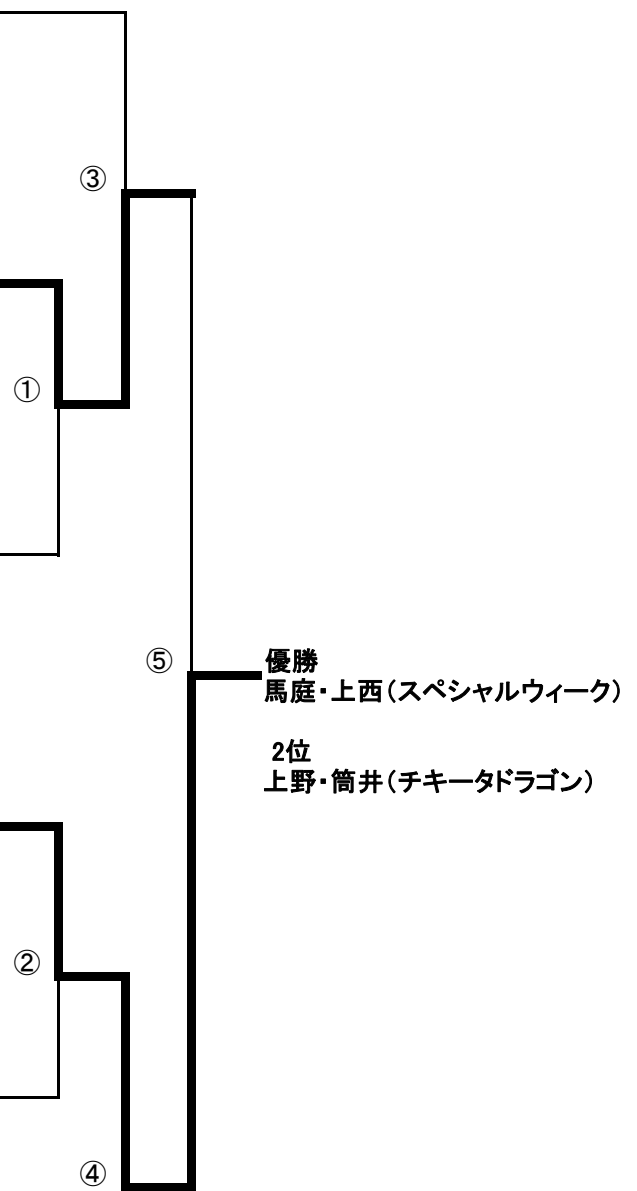 ③
①
⑤
優勝
馬庭・上西(スペシャルウィーク)
2位
上野・筒井(チキータドラゴン)
②
④